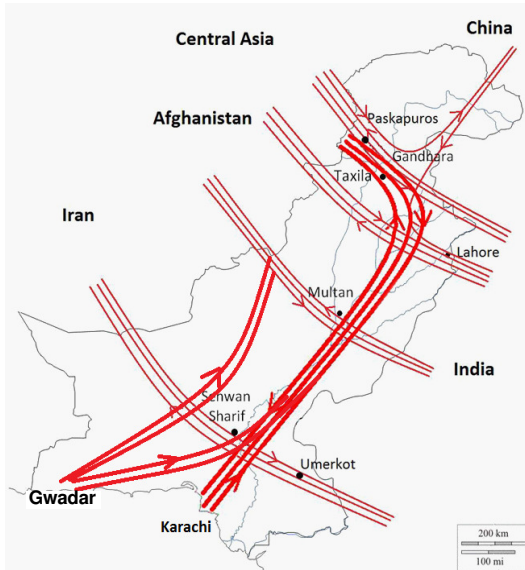 China
Central Asia
Afghanistan
Paskapuros
Gandhara
Taxila
Iran
Lahore
Multan
India
Sehwan
Sharif
Umerkot
Gwadar
Karachi
200 km
100 mi